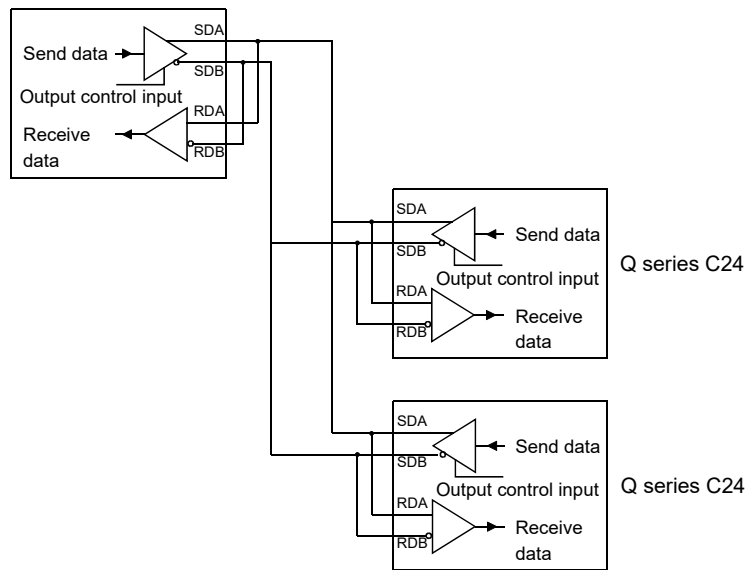 SDA
Send data
SDB
Output control input
RDA
Receive
data
RDB
SDA
Send data
SDB
Q series C24
Output control input
RDA
Receive
data
RDB
SDA
Send data
SDB
Q series C24
Output control input
RDA
Receive
data
RDB